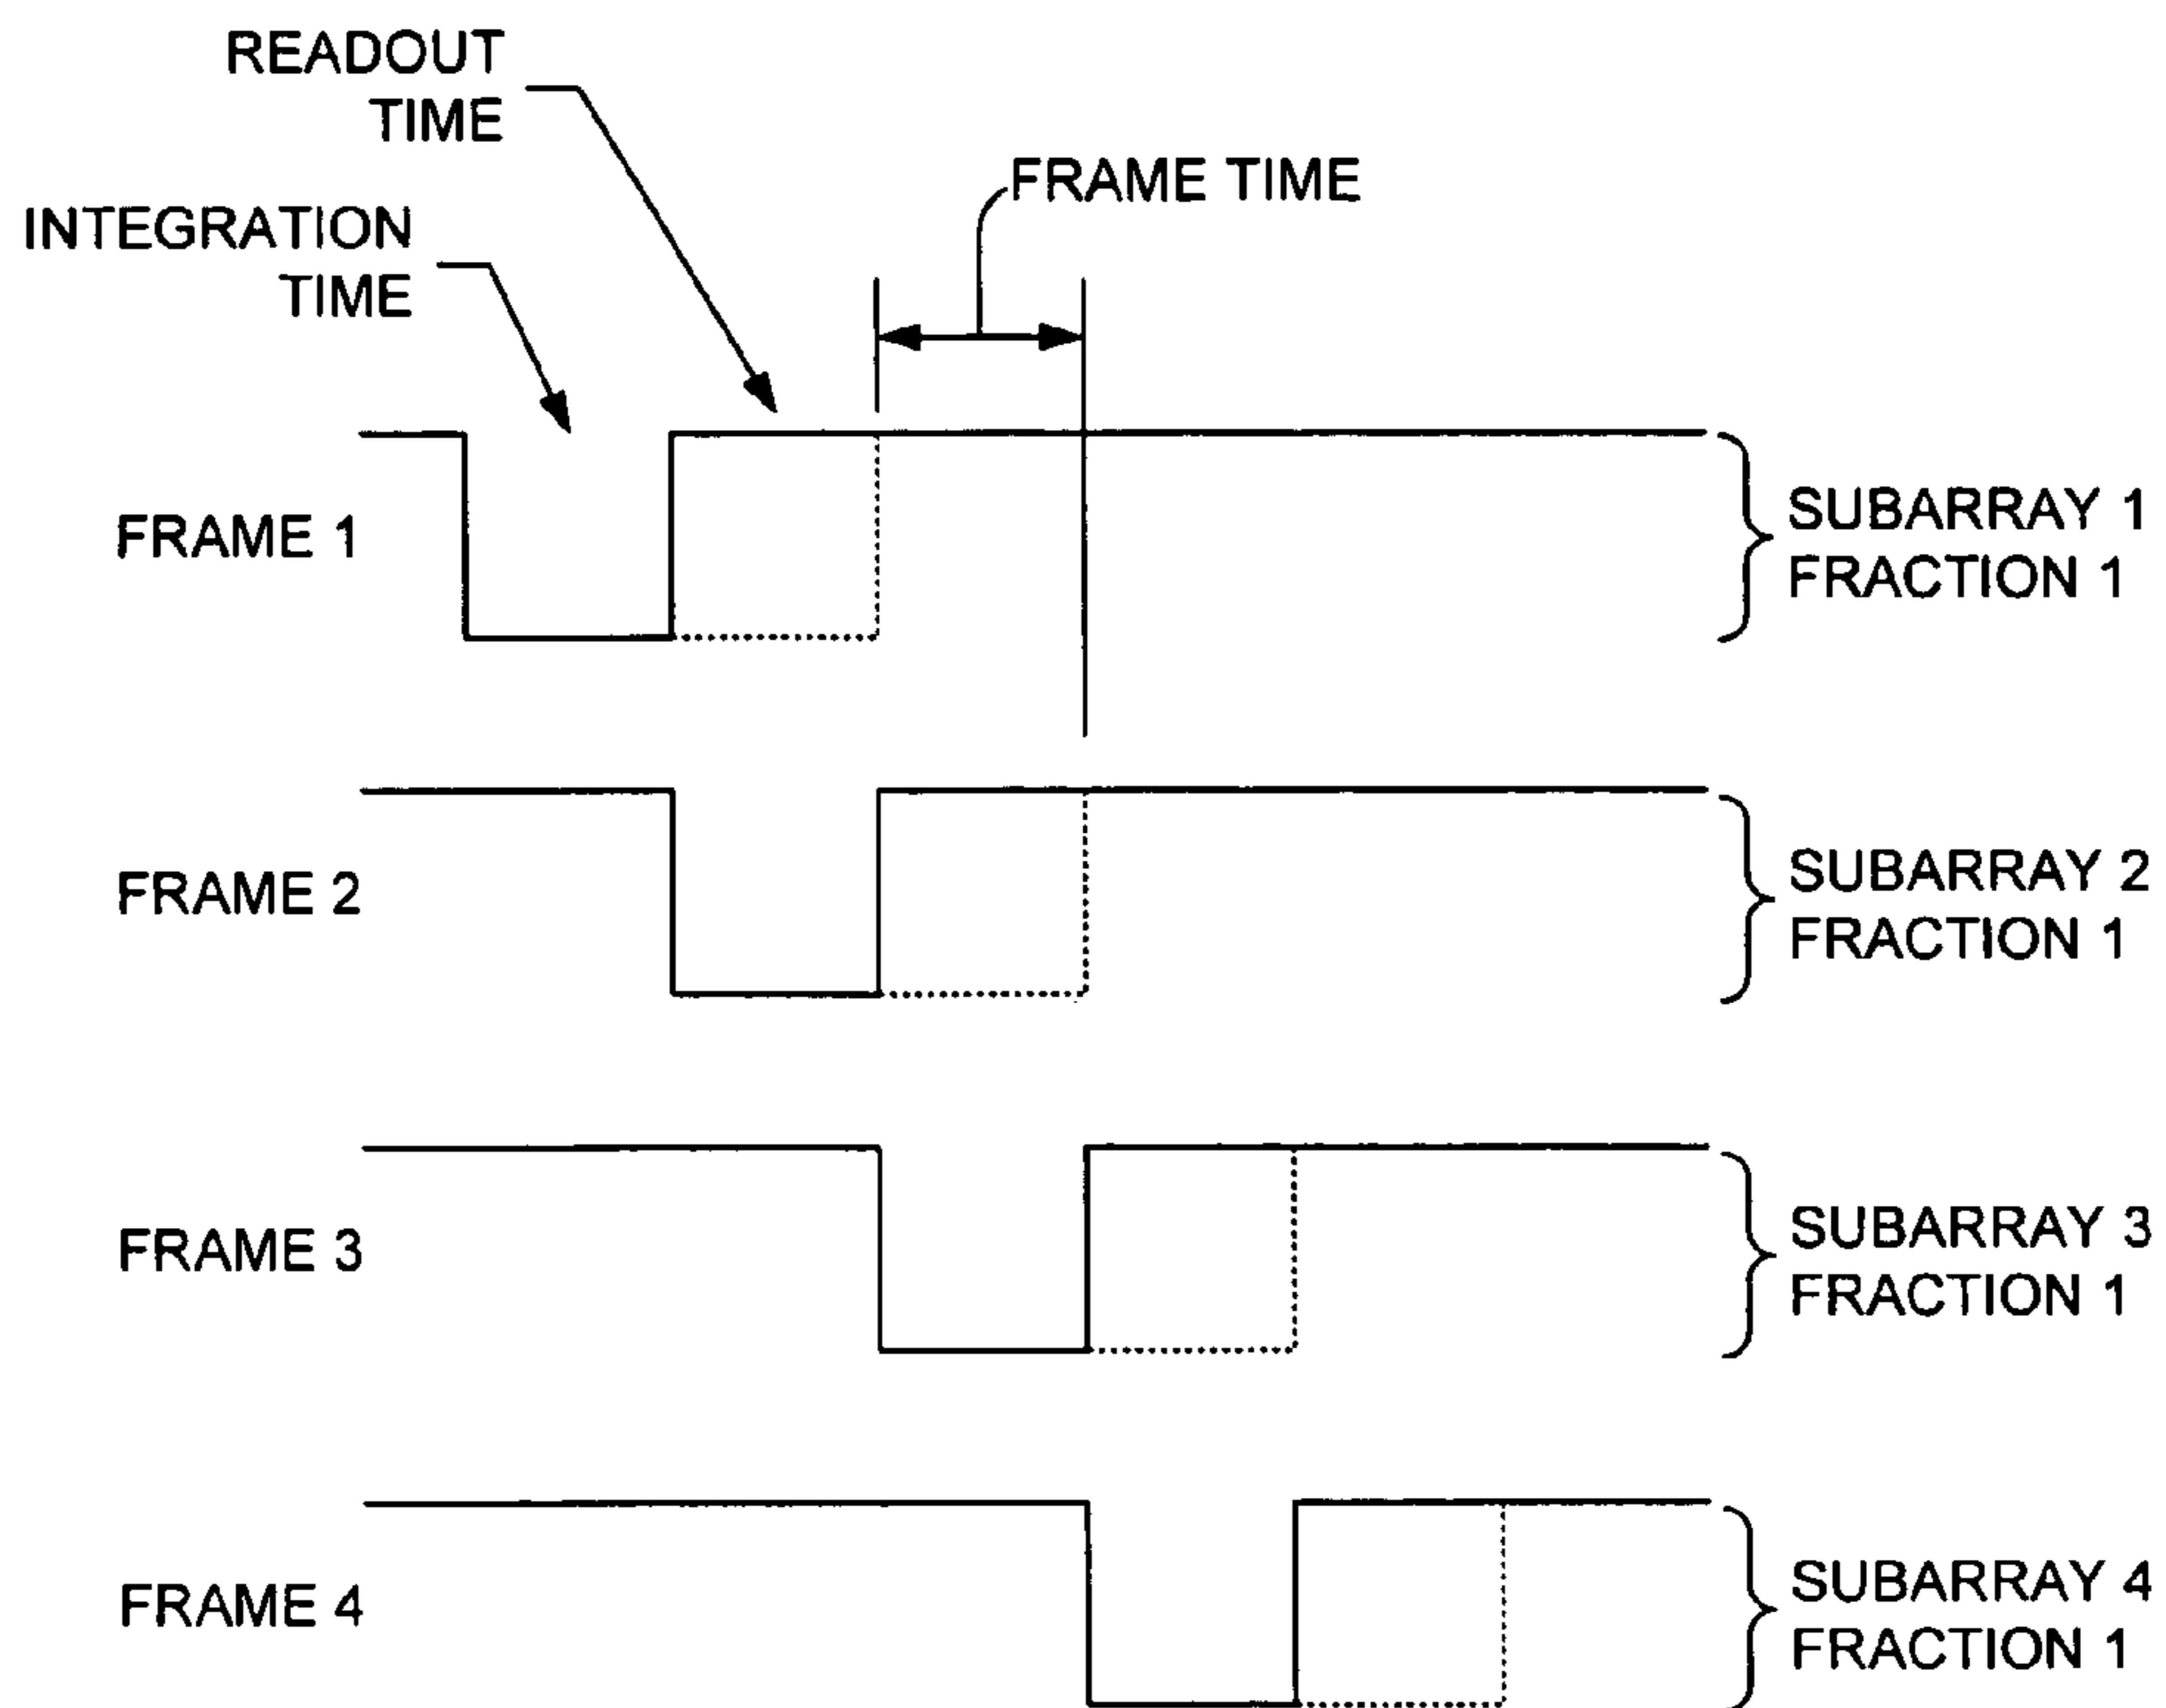 READOUT
TIME
FRAME TIME
INTEGRATION
TIME
FRAME 1
SUBARRAY 1
FRACTION 1
FRAME 2
SUBARRAY 2
FRACTION 1
FRAME 3
SUBARRAY 3
FRACTION 1
FRAME 4
SUBARRAY 4
FRACTION 1